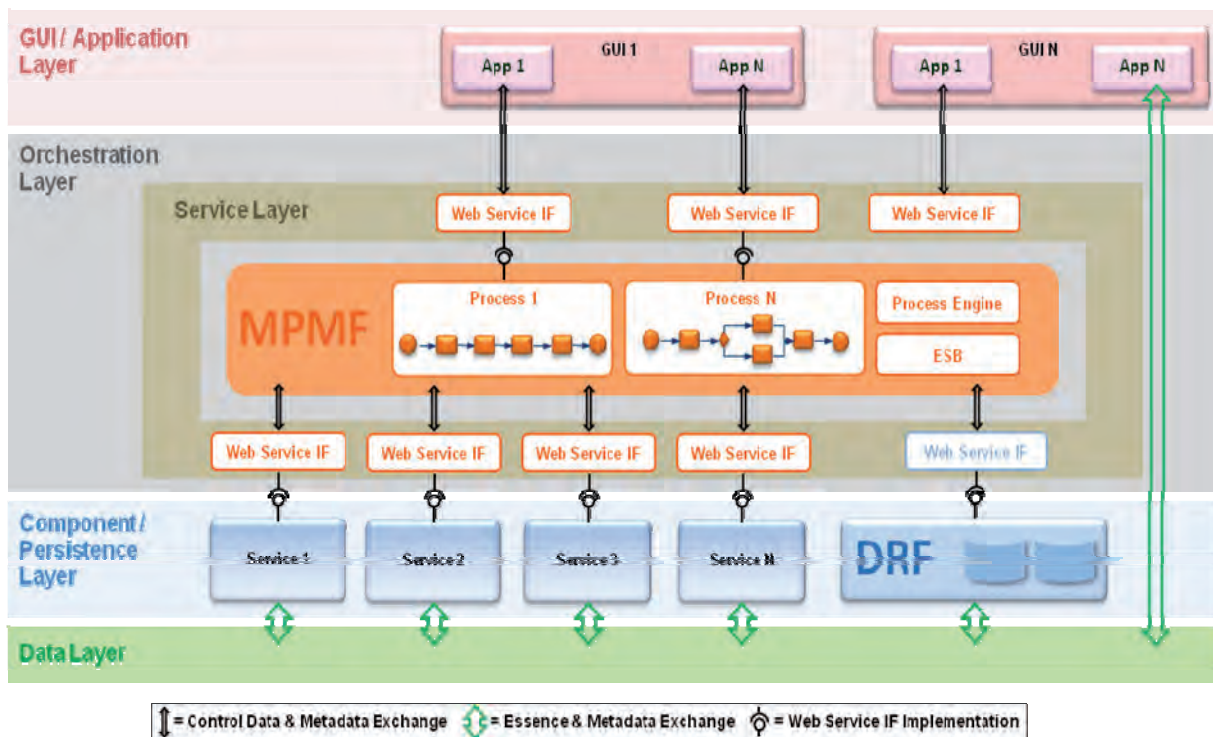 GUI / Application
Layer
GUI 1
App 1
App N
GUI N
App 1
App N
Orchestration
Layer
Service Layer
Web Service IF
Web Service IF
Web Service IF
MPMF
Process 1
Process N
Process Engine
ESB
Web Service IF
Web Service IF
Web Service IF
Web Service IF
Web Service IF
Component /
Persistence
Layer
Service 1
Service 2
Service 3
Service N
DRF
Data Layer
= Control Data & Metadata Exchange = Essence & Metadata Exchange = Web Service IF Implementation